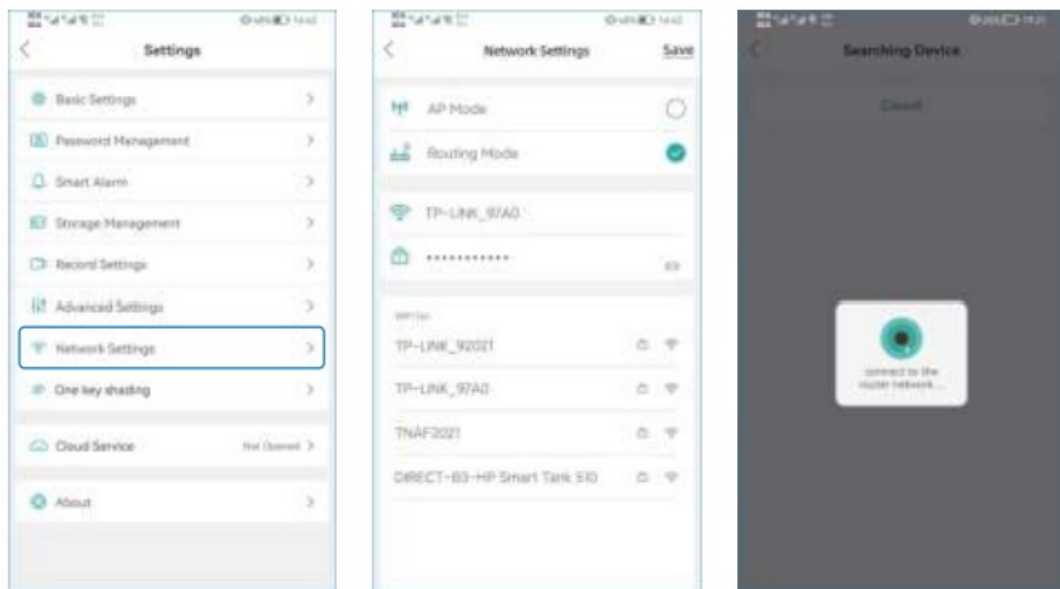 Settings
Basic Settings
Password Management
Smart Alarm
Storage Management
Record Settings
Advanced Settings
Network Settings
One key shading
Cloud Service
Not Opened
About
Network Settings
Save
AP Mode
Routing Mode
TP-LINK_97A0
***********
TP-LINK_92021
TP-LINK_97A0
TNAF2021
DIRECT-B3-HP Smart Tank 510
Searching Device
Cancel
connect to the
router network...